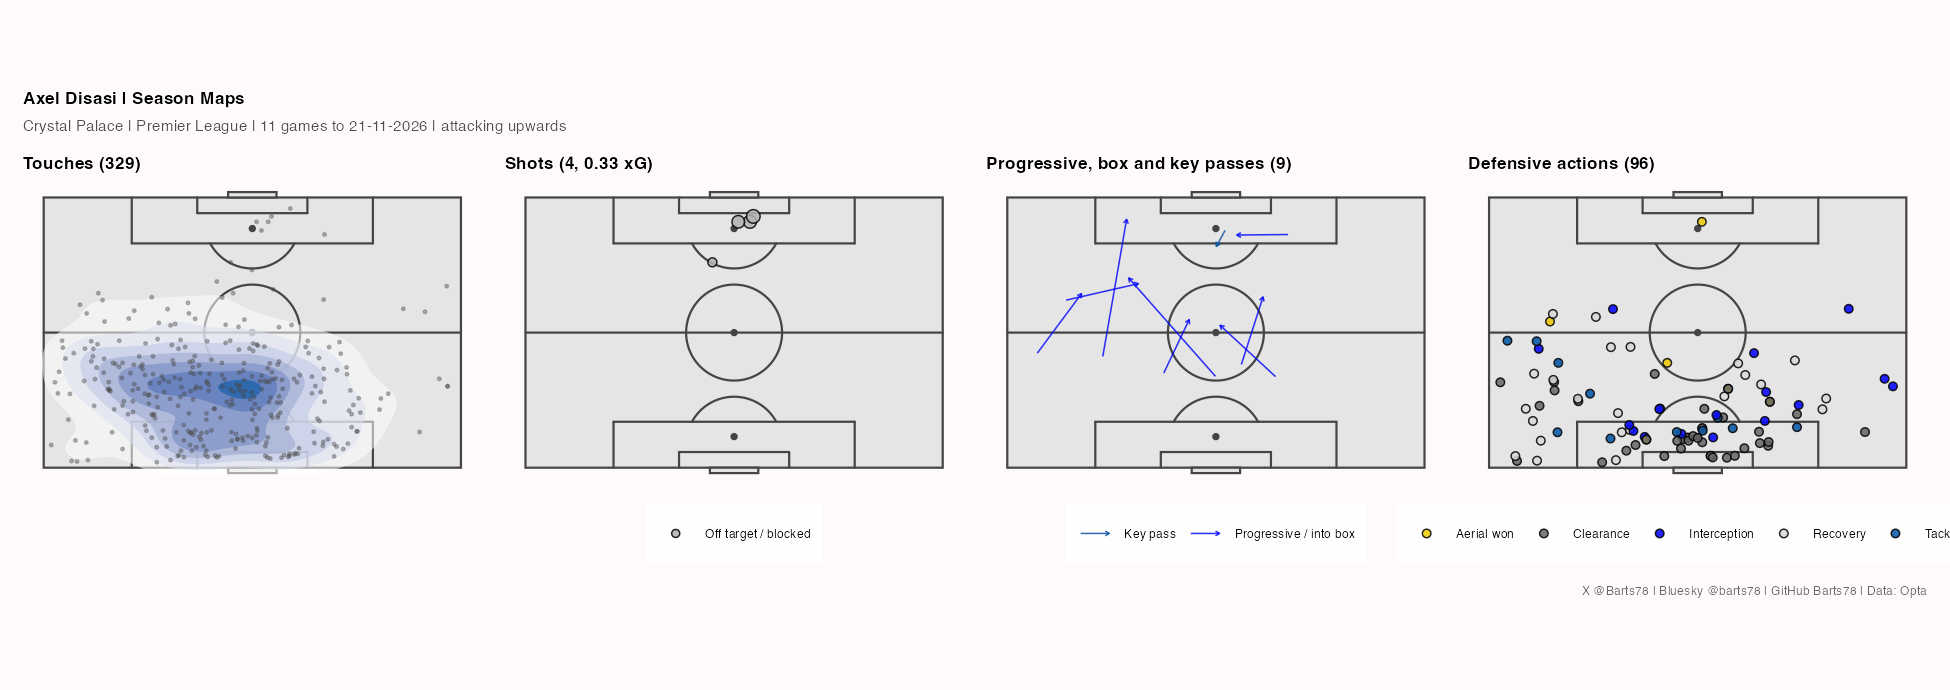 Axel Disasi | Season Maps
Crystal Palace | Premier League | 11 games to 21-11-2026 | attacking upwards
Touches (329)
Shots (4, 0.33 xG)
Progressive, box and key passes (9)
Defensive actions (96)
Off target / blocked
Key pass
Progressive / into box
Aerial won
Clearance
Interception
Recovery
Tack
X @Barts78 | Bluesky @barts78 | GitHub Barts78 | Data: Opta